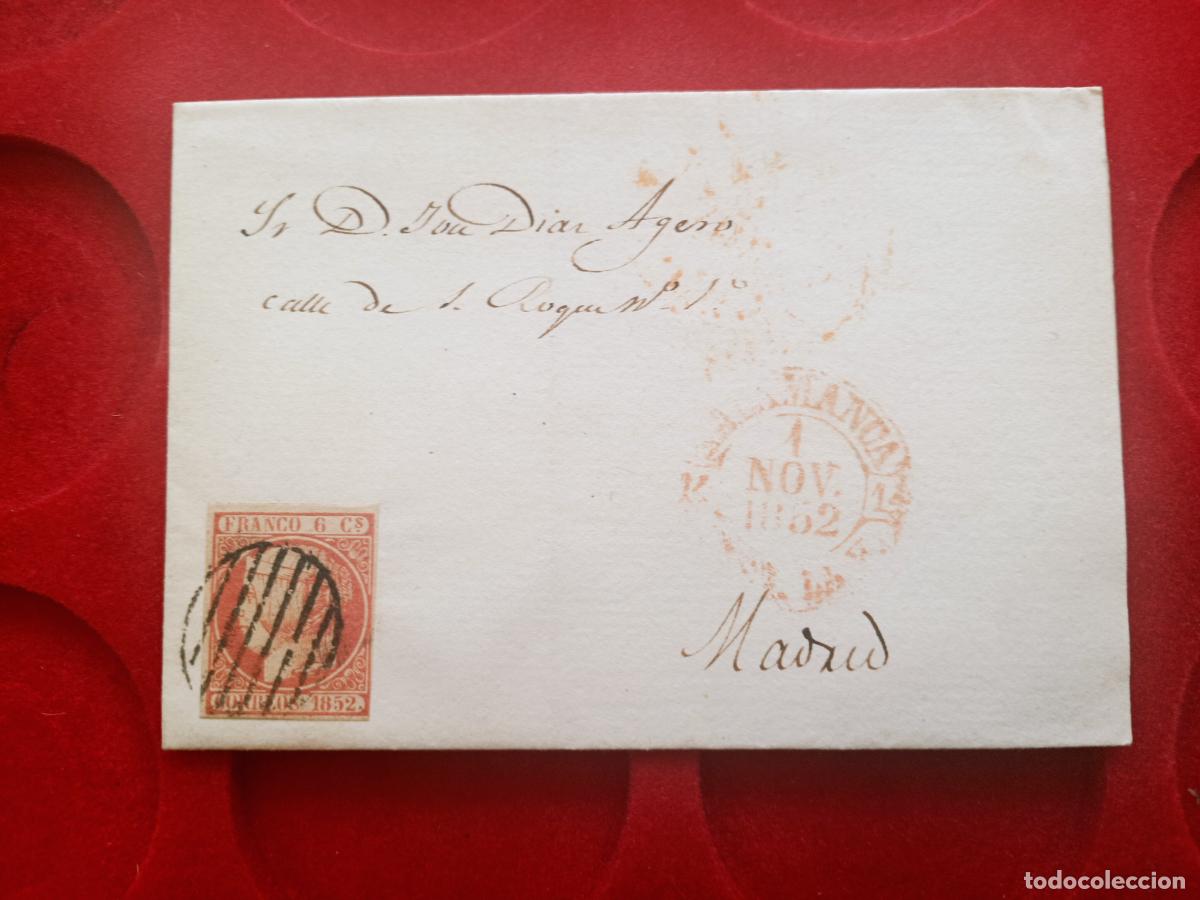 Sr D. José Diaz Agero
calle de S. Roque Nº 1º
SALAMANCA
1
NOV.
1852
Madrid
FRANCO 6 Cs
CORREOS 1852.
todocoleccion